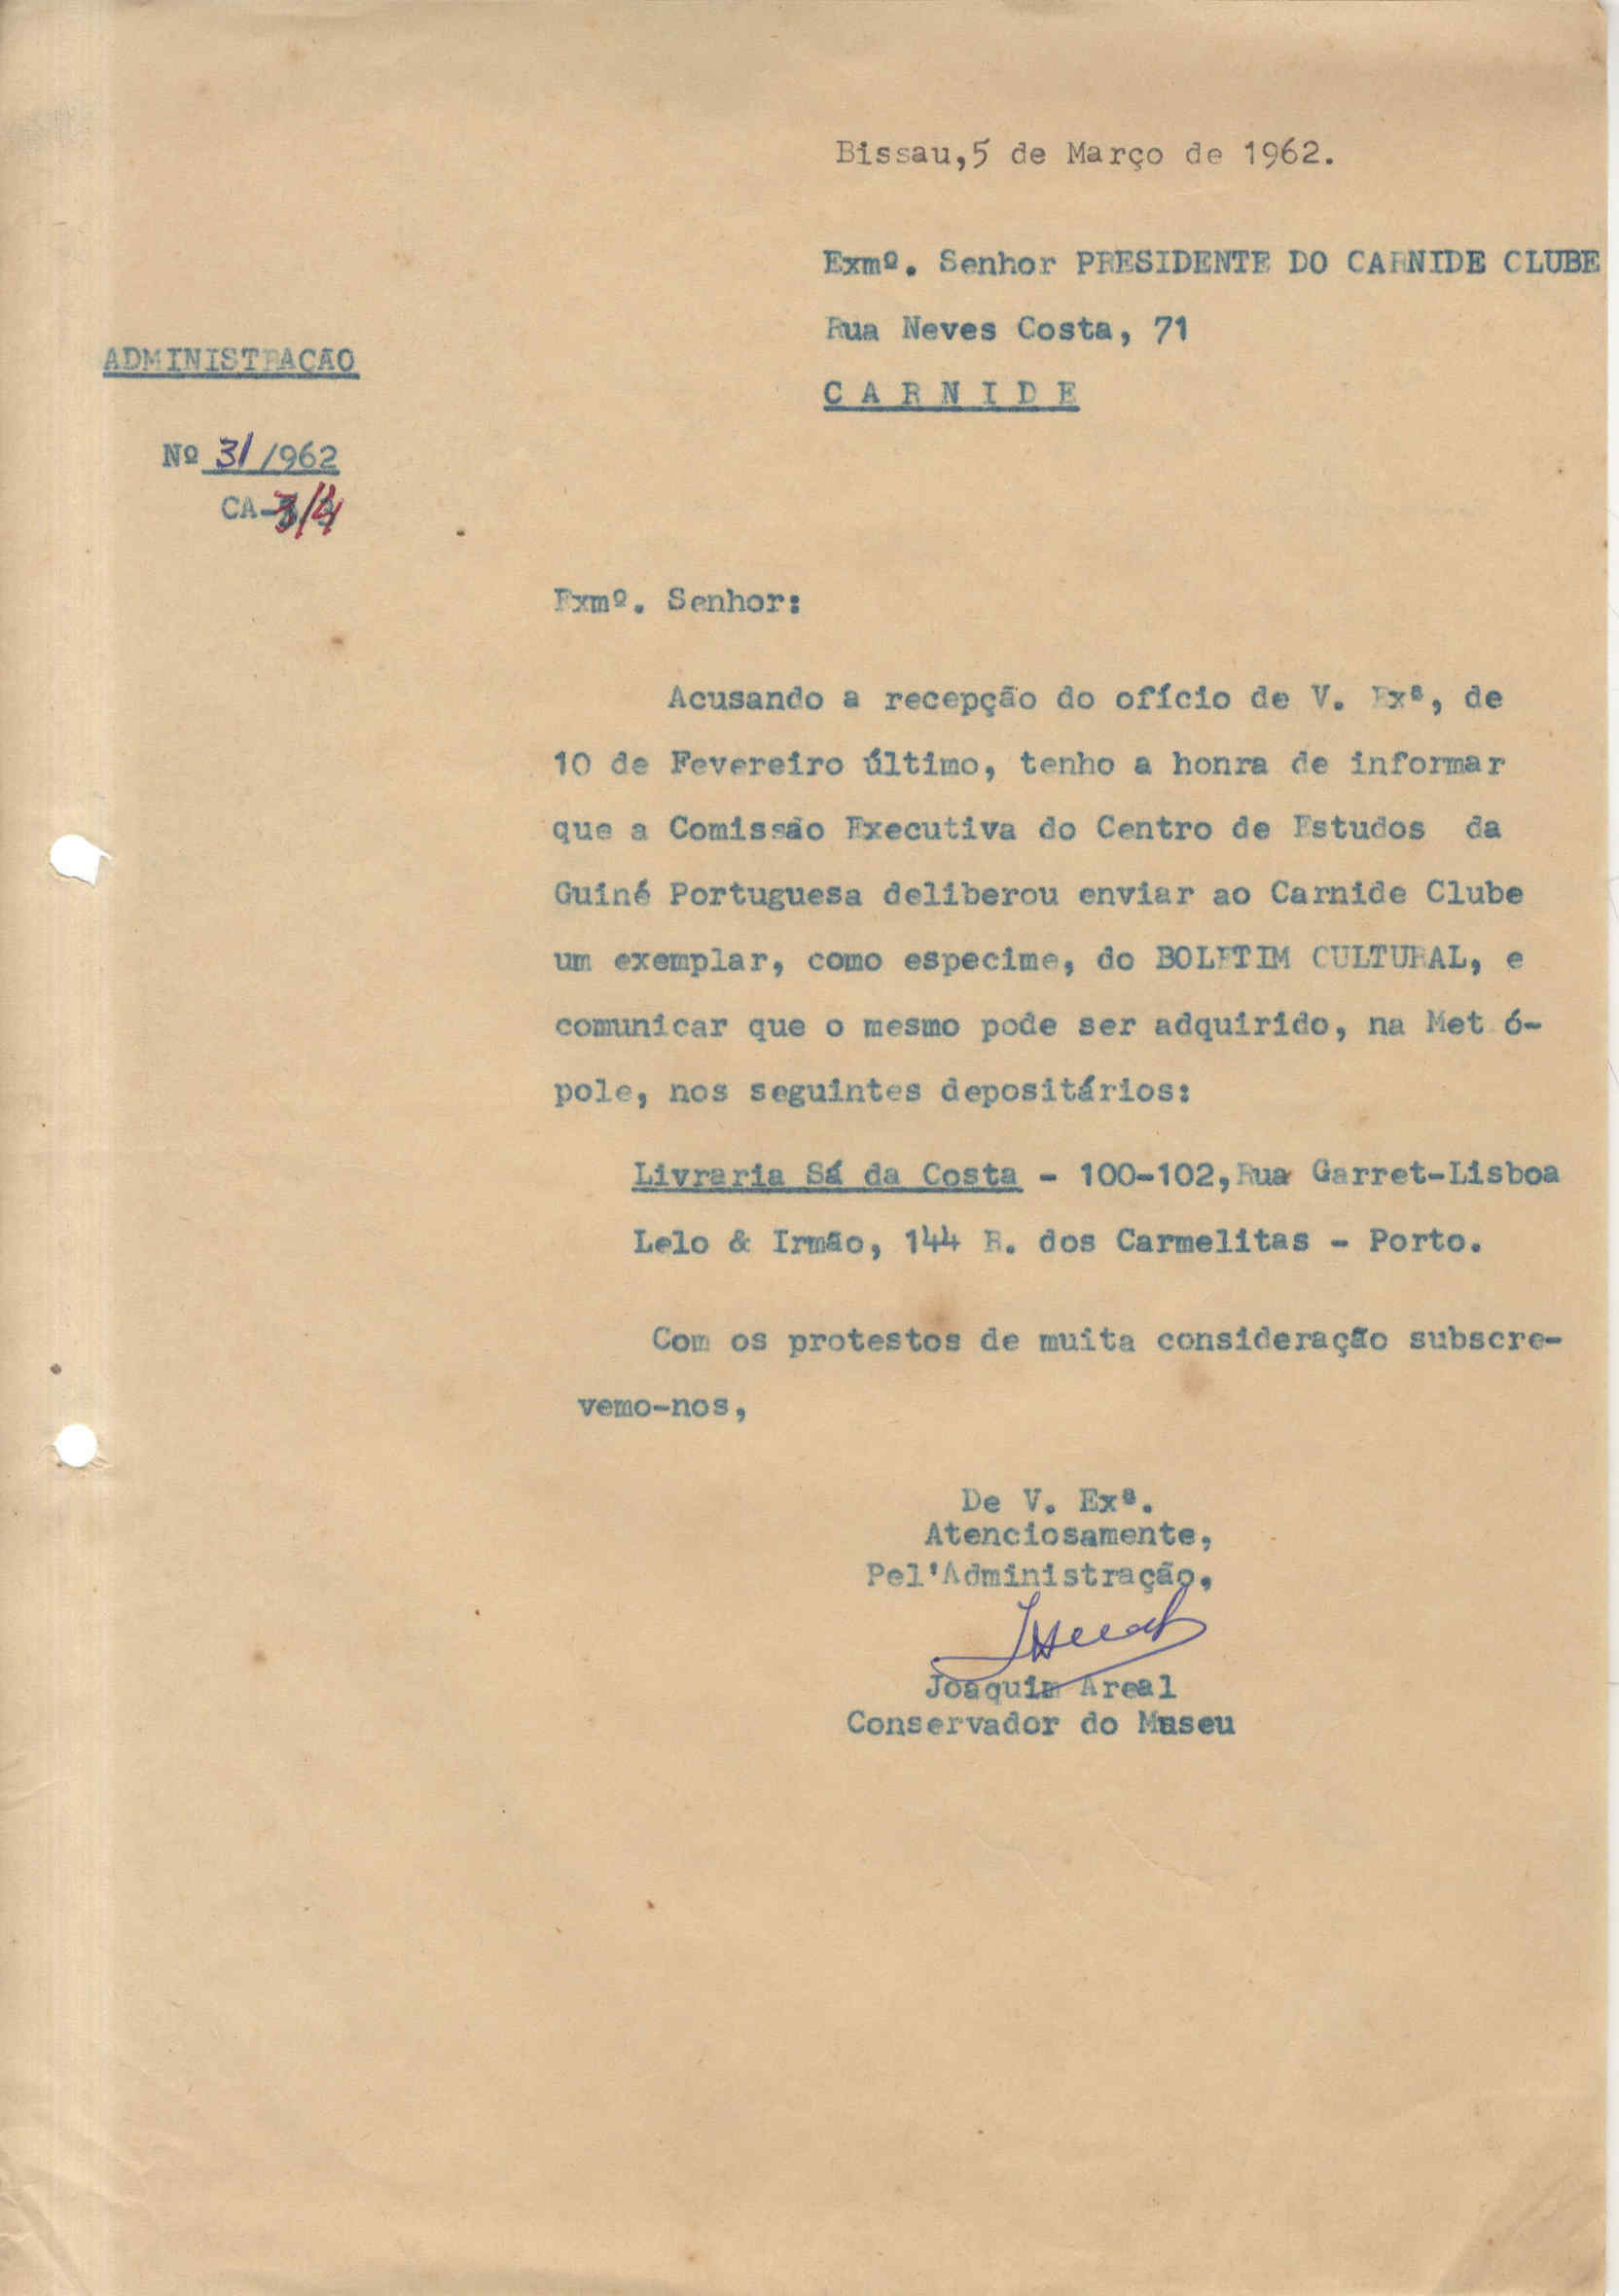 Bissau,5 de Março de 1962.
Exmº. Senhor PRESIDENTE DO CARNIDE CLUBE
Rua Neves Costa, 71
CARNIDE
ADMINISTRAÇÃO
Nº 31/962
CA-3/4
Exmº. Senhor:
Acusando a recepção do ofício de V. Exª, de
10 de Fevereiro último, tenho a honra de informar
que a Comissão Executiva do Centro de Estudos da
Guiné Portuguesa deliberou enviar ao Carnide Clube
um exemplar, como especime, do BOLETIM CULTURAL, e
comunicar que o mesmo pode ser adquirido, na Met ó-
pole, nos seguintes depositários:
Livraria Sá da Costa - 100-102,Rua Garret-Lisboa
Lelo & Irmão, 144 R. dos Carmelitas - Porto.
Com os protestos de muita consideração subscre-
vemo-nos,
De V. Exª.
Atenciosamente,
Pel'Administração,
Joaquim Areal
Conservador do Museu